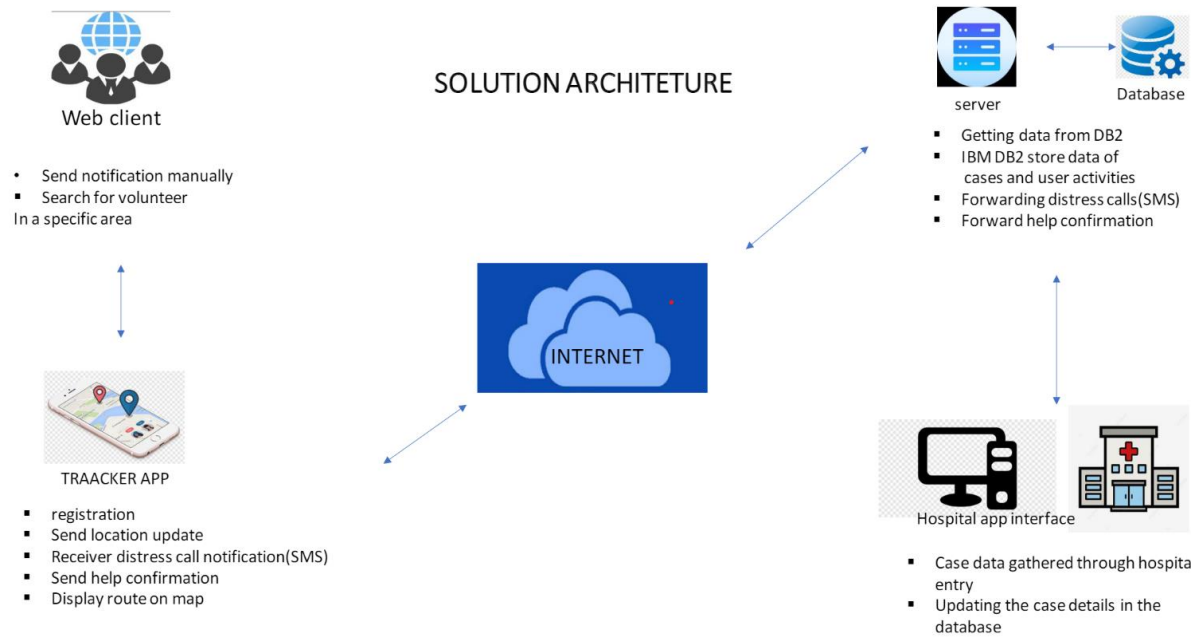 SOLUTION ARCHITETURE
Web client
• Send notification manually
▪ Search for volunteer
In a specific area
TRAACKER APP
▪ registration
▪ Send location update
▪ Receiver distress call notification(SMS)
▪ Send help confirmation
▪ Display route on map
INTERNET
server
Database
▪ Getting data from DB2
▪ IBM DB2 store data of
cases and user activities
▪ Forwarding distress calls(SMS)
▪ Forward help confirmation
Hospital app interface
▪ Case data gathered through hospita
entry
▪ Updating the case details in the
database